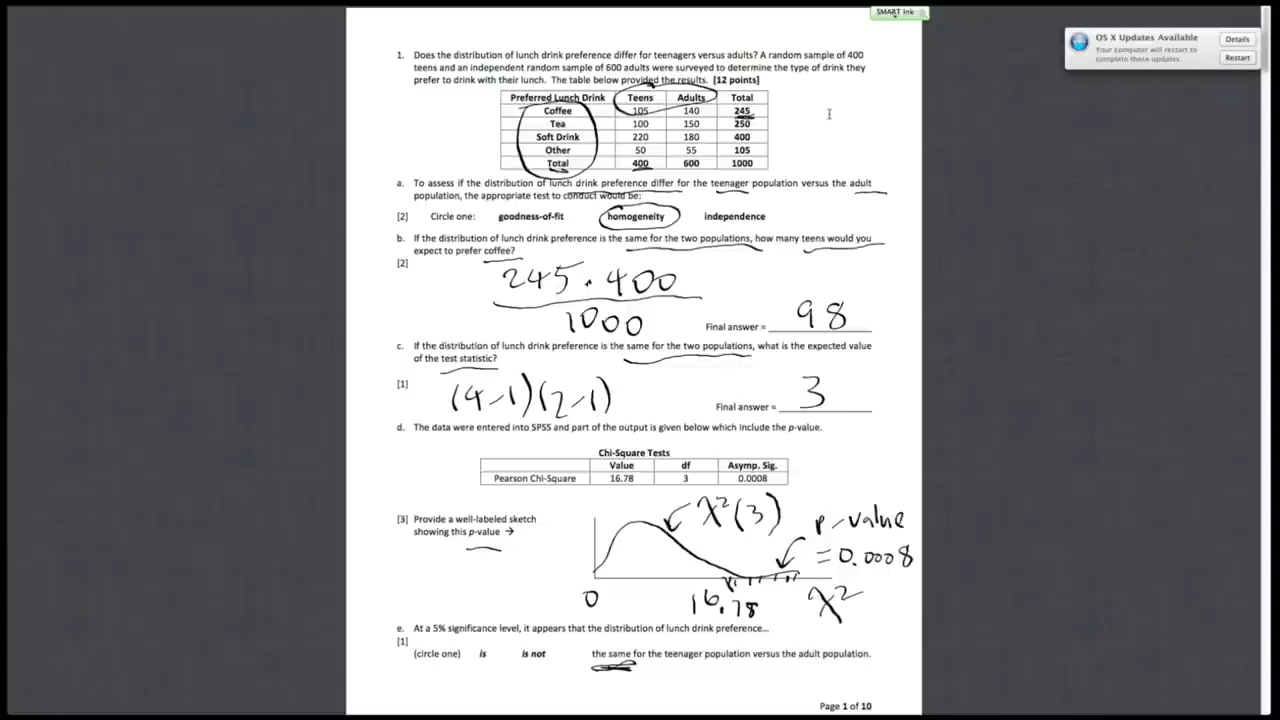 SMART Ink
OS X Updates Available
Your computer will restart to
complete these updates.
Details
Restart
1. Does the distribution of lunch drink preference differ for teenagers versus adults? A random sample of 400
teens and an independent random sample of 600 adults were surveyed to determine the type of drink they
prefer to drink with their lunch. The table below provided the results. [12 points]
Preferred Lunch Drink Teens Adults Total
Coffee 105 140 245
Tea 100 150 250
Soft Drink 220 180 400
Other 50 55 105
Total 400 600 1000
a. To assess if the distribution of lunch drink preference differ for the teenager population versus the adult
population, the appropriate test to conduct would be:
[2] Circle one: goodness-of-fit homogeneity independence
b. If the distribution of lunch drink preference is the same for the two populations, how many teens would you
expect to prefer coffee?
[2]
245 · 400
1000
Final answer = 98
c. If the distribution of lunch drink preference is the same for the two populations, what is the expected value
of the test statistic?
[1]
(4-1)(2-1)
Final answer = 3
d. The data were entered into SPSS and part of the output is given below which include the p-value.
Chi-Square Tests
Value df Asymp. Sig.
Pearson Chi-Square 16.78 3 0.0008
[3] Provide a well-labeled sketch
showing this p-value →
X²(3)
p-value
=0.0008
0
16.78
X²
e. At a 5% significance level, it appears that the distribution of lunch drink preference...
[1]
(circle one) is is not the same for the teenager population versus the adult population.
Page 1 of 10